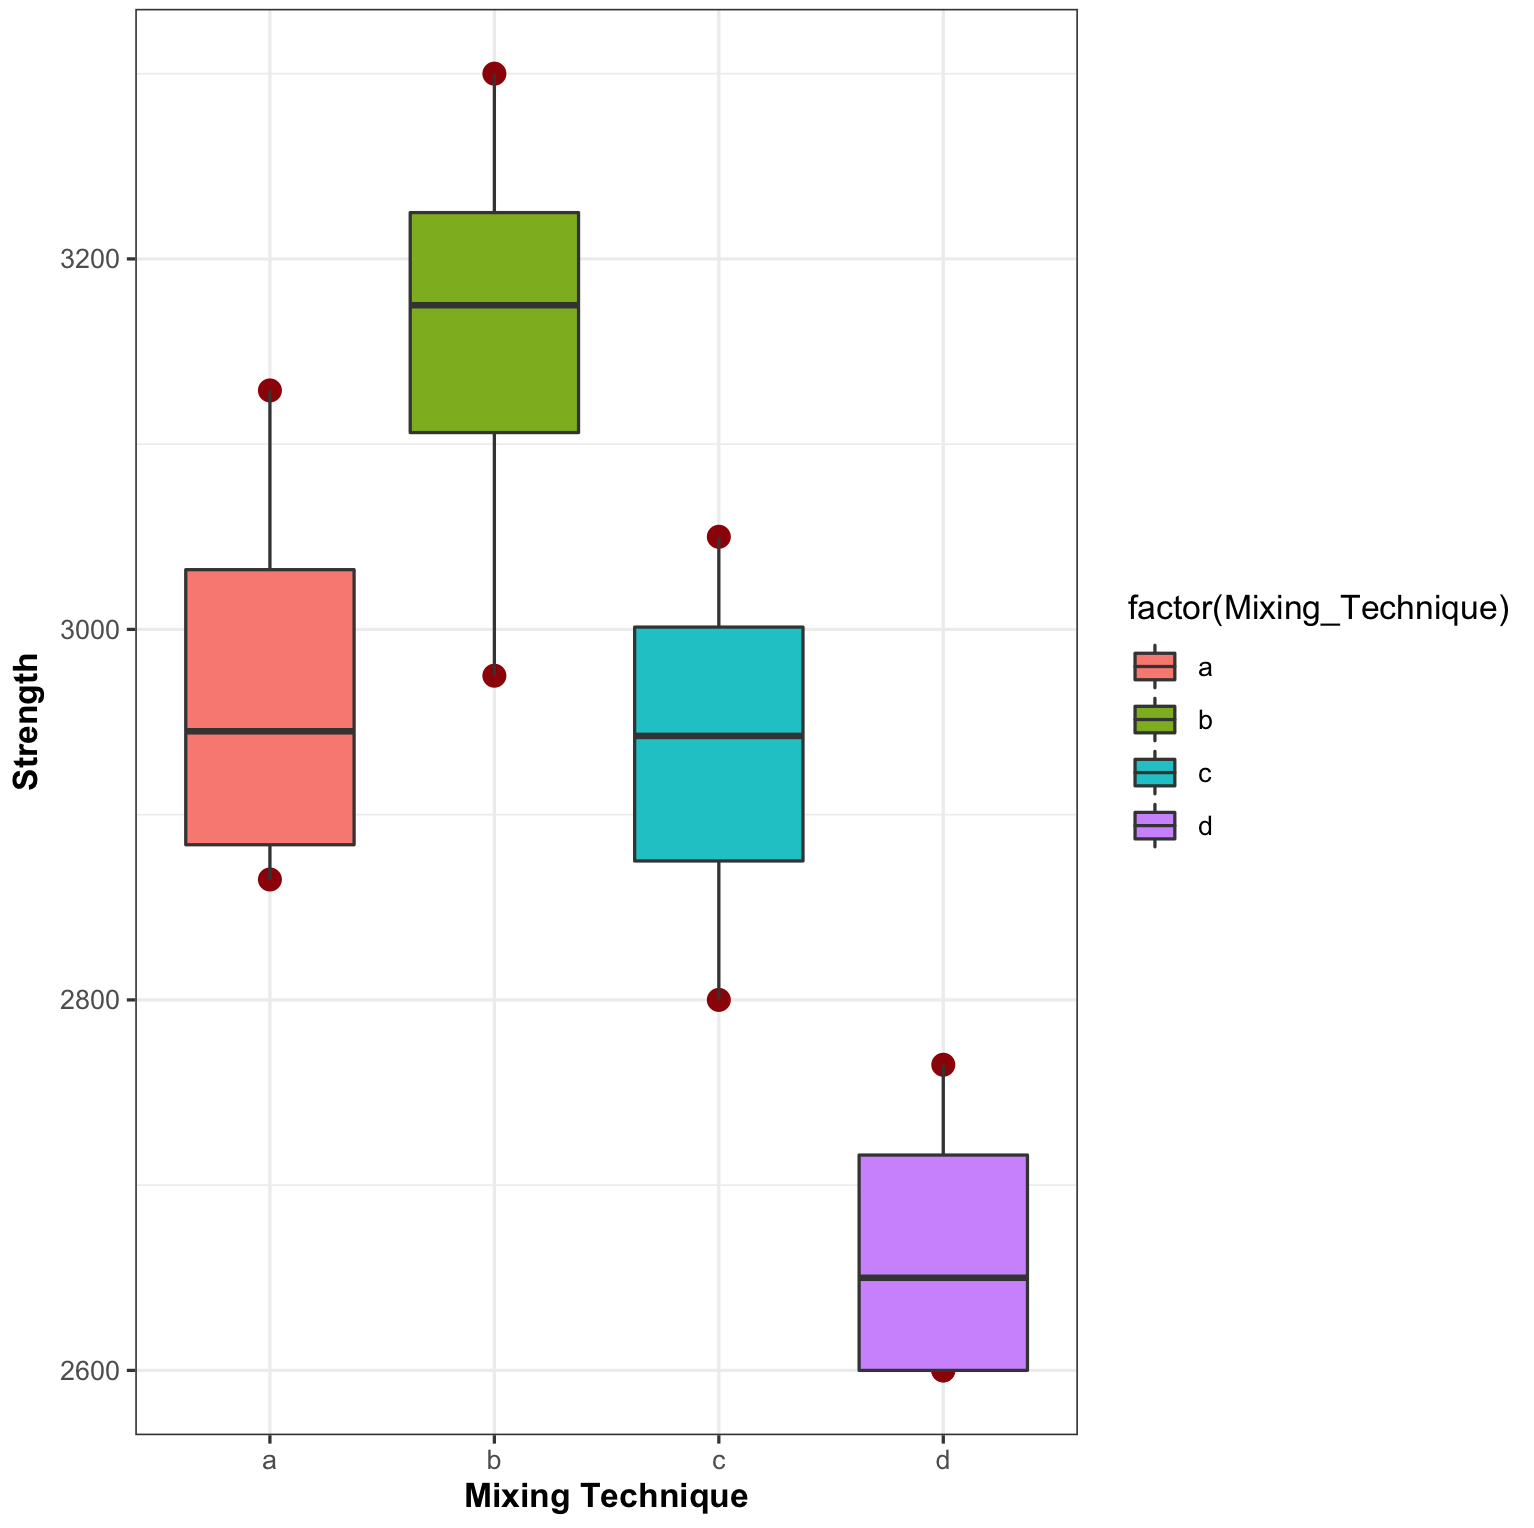 3200
3000
2800
2600
Strength
a
b
c
d
Mixing Technique
factor(Mixing_Technique)
a
b
c
d